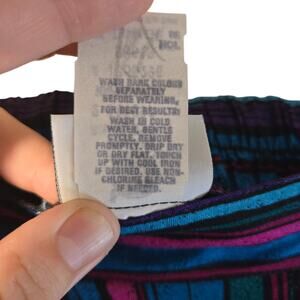 WASH DARK COLORS
SEPARATELY
BEFORE WEARING.
FOR BEST RESULTS:
WASH IN COLD
WATER, GENTLE
CYCLE. REMOVE
PROMPTLY. DRIP DRY
OR DRY FLAT. TOUCH
UP WITH COOL IRON
IF DESIRED. USE NON-
CHLORINE BLEACH
IF NEEDED.